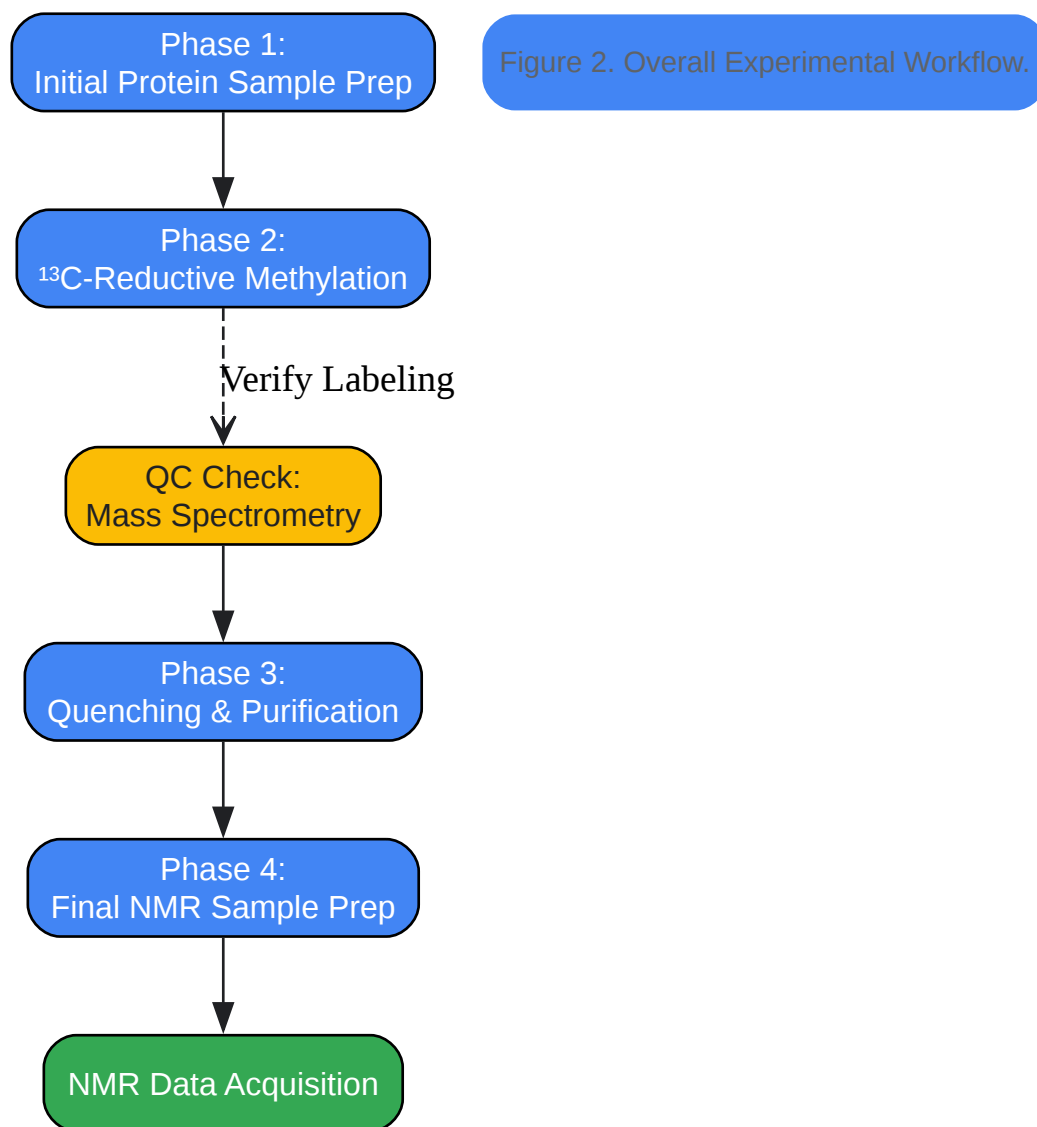 Phase 1:
Initial Protein Sample Prep
Figure 2. Overall Experimental Workflow.
Phase 2:
¹³C-Reductive Methylation
Verify Labeling
QC Check:
Mass Spectrometry
Phase 3:
Quenching & Purification
Phase 4:
Final NMR Sample Prep
NMR Data Acquisition